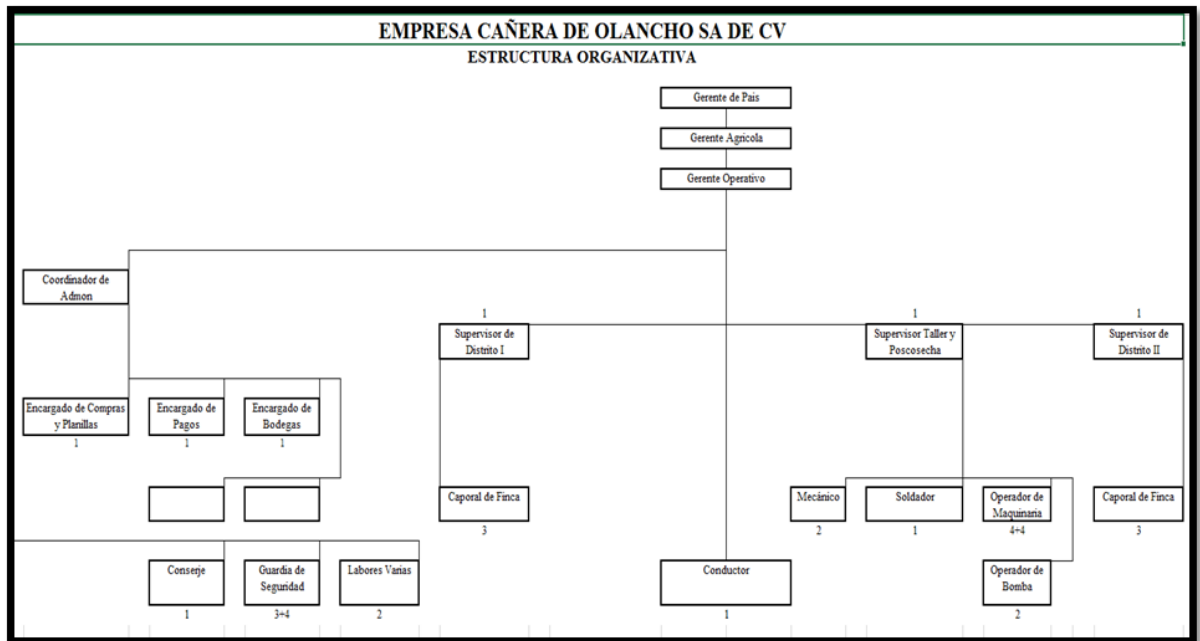 EMPRESA CAÑERA DE OLANCHO SA DE CV
ESTRUCTURA ORGANIZATIVA
Gerente de Pais
Gerente Agricola
Gerente Operativo
Coordinador de
Admon
1
Supervisor de
Distrito I
1
Supervisor Taller y
Poscosecha
1
Supervisor de
Distrito II
Encargado de Compras
y Planillas
1
Encargado de
Pagos
1
Encargado de
Bodegas
1
Caporal de Finca
3
Mecánico
2
Soldador
1
Operador de
Maquinaria
4+4
Caporal de Finca
3
Conserje
1
Guardia de
Seguridad
3+4
Labores Varias
2
Conductor
1
Operador de
Bomba
2